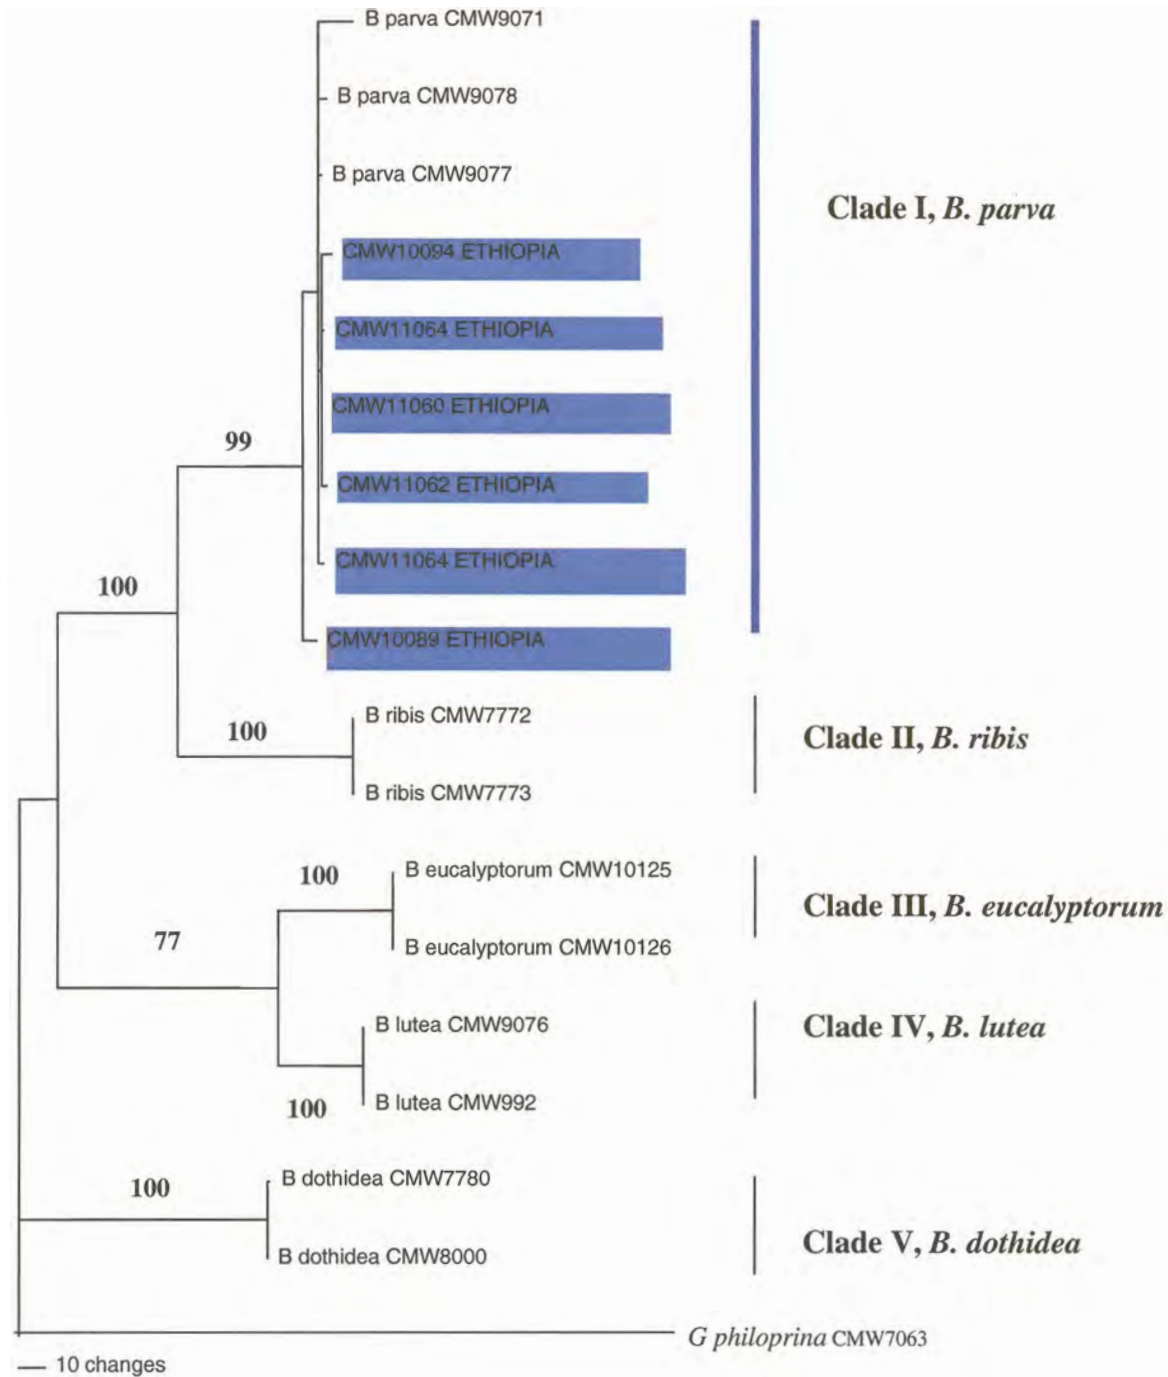 B parva CMW9071
B parva CMW9078
B parva CMW9077
Clade I, B. parva
CMW10094 ETHIOPIA
CMW11064 ETHIOPIA
CMW11060 ETHIOPIA
99
CMW11062 ETHIOPIA
CMW11064 ETHIOPIA
100
CMW10089 ETHIOPIA
B ribis CMW7772
100
Clade II, B. ribis
B ribis CMW7773
B eucalyptorum CMW10125
100
Clade III, B. eucalyptorum
77
B eucalyptorum CMW10126
B lutea CMW9076
Clade IV, B. lutea
B lutea CMW992
100
B dothidea CMW7780
100
Clade V, B. dothidea
B dothidea CMW8000
G philoprina CMW7063
10 changes